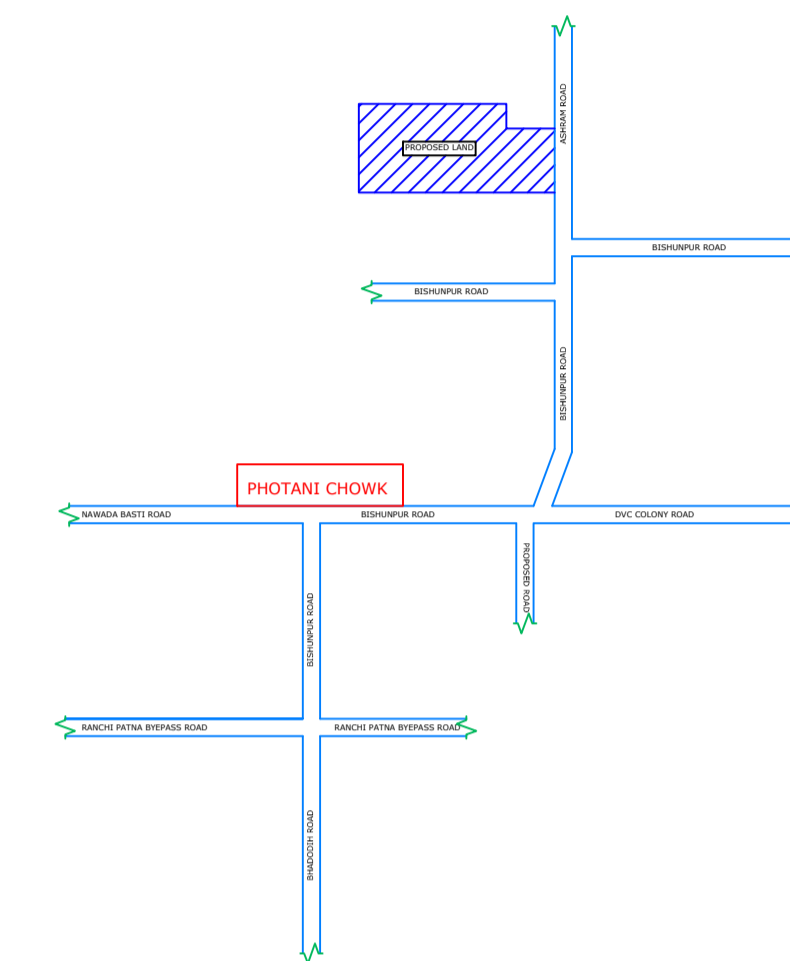 ASHRAM ROAD
PROPOSED LAND
BISHUNPUR ROAD
BISHUNPUR ROAD
BISHUNPUR ROAD
PHOTANI CHOWK
NAWADA BASTI ROAD
BISHUNPUR ROAD
DVC COLONY ROAD
PROPOSED ROAD
BISHUNPUR ROAD
RANCHI PATNA BYEPASS ROAD
RANCHI PATNA BYEPASS ROAD
BHADODIH ROAD